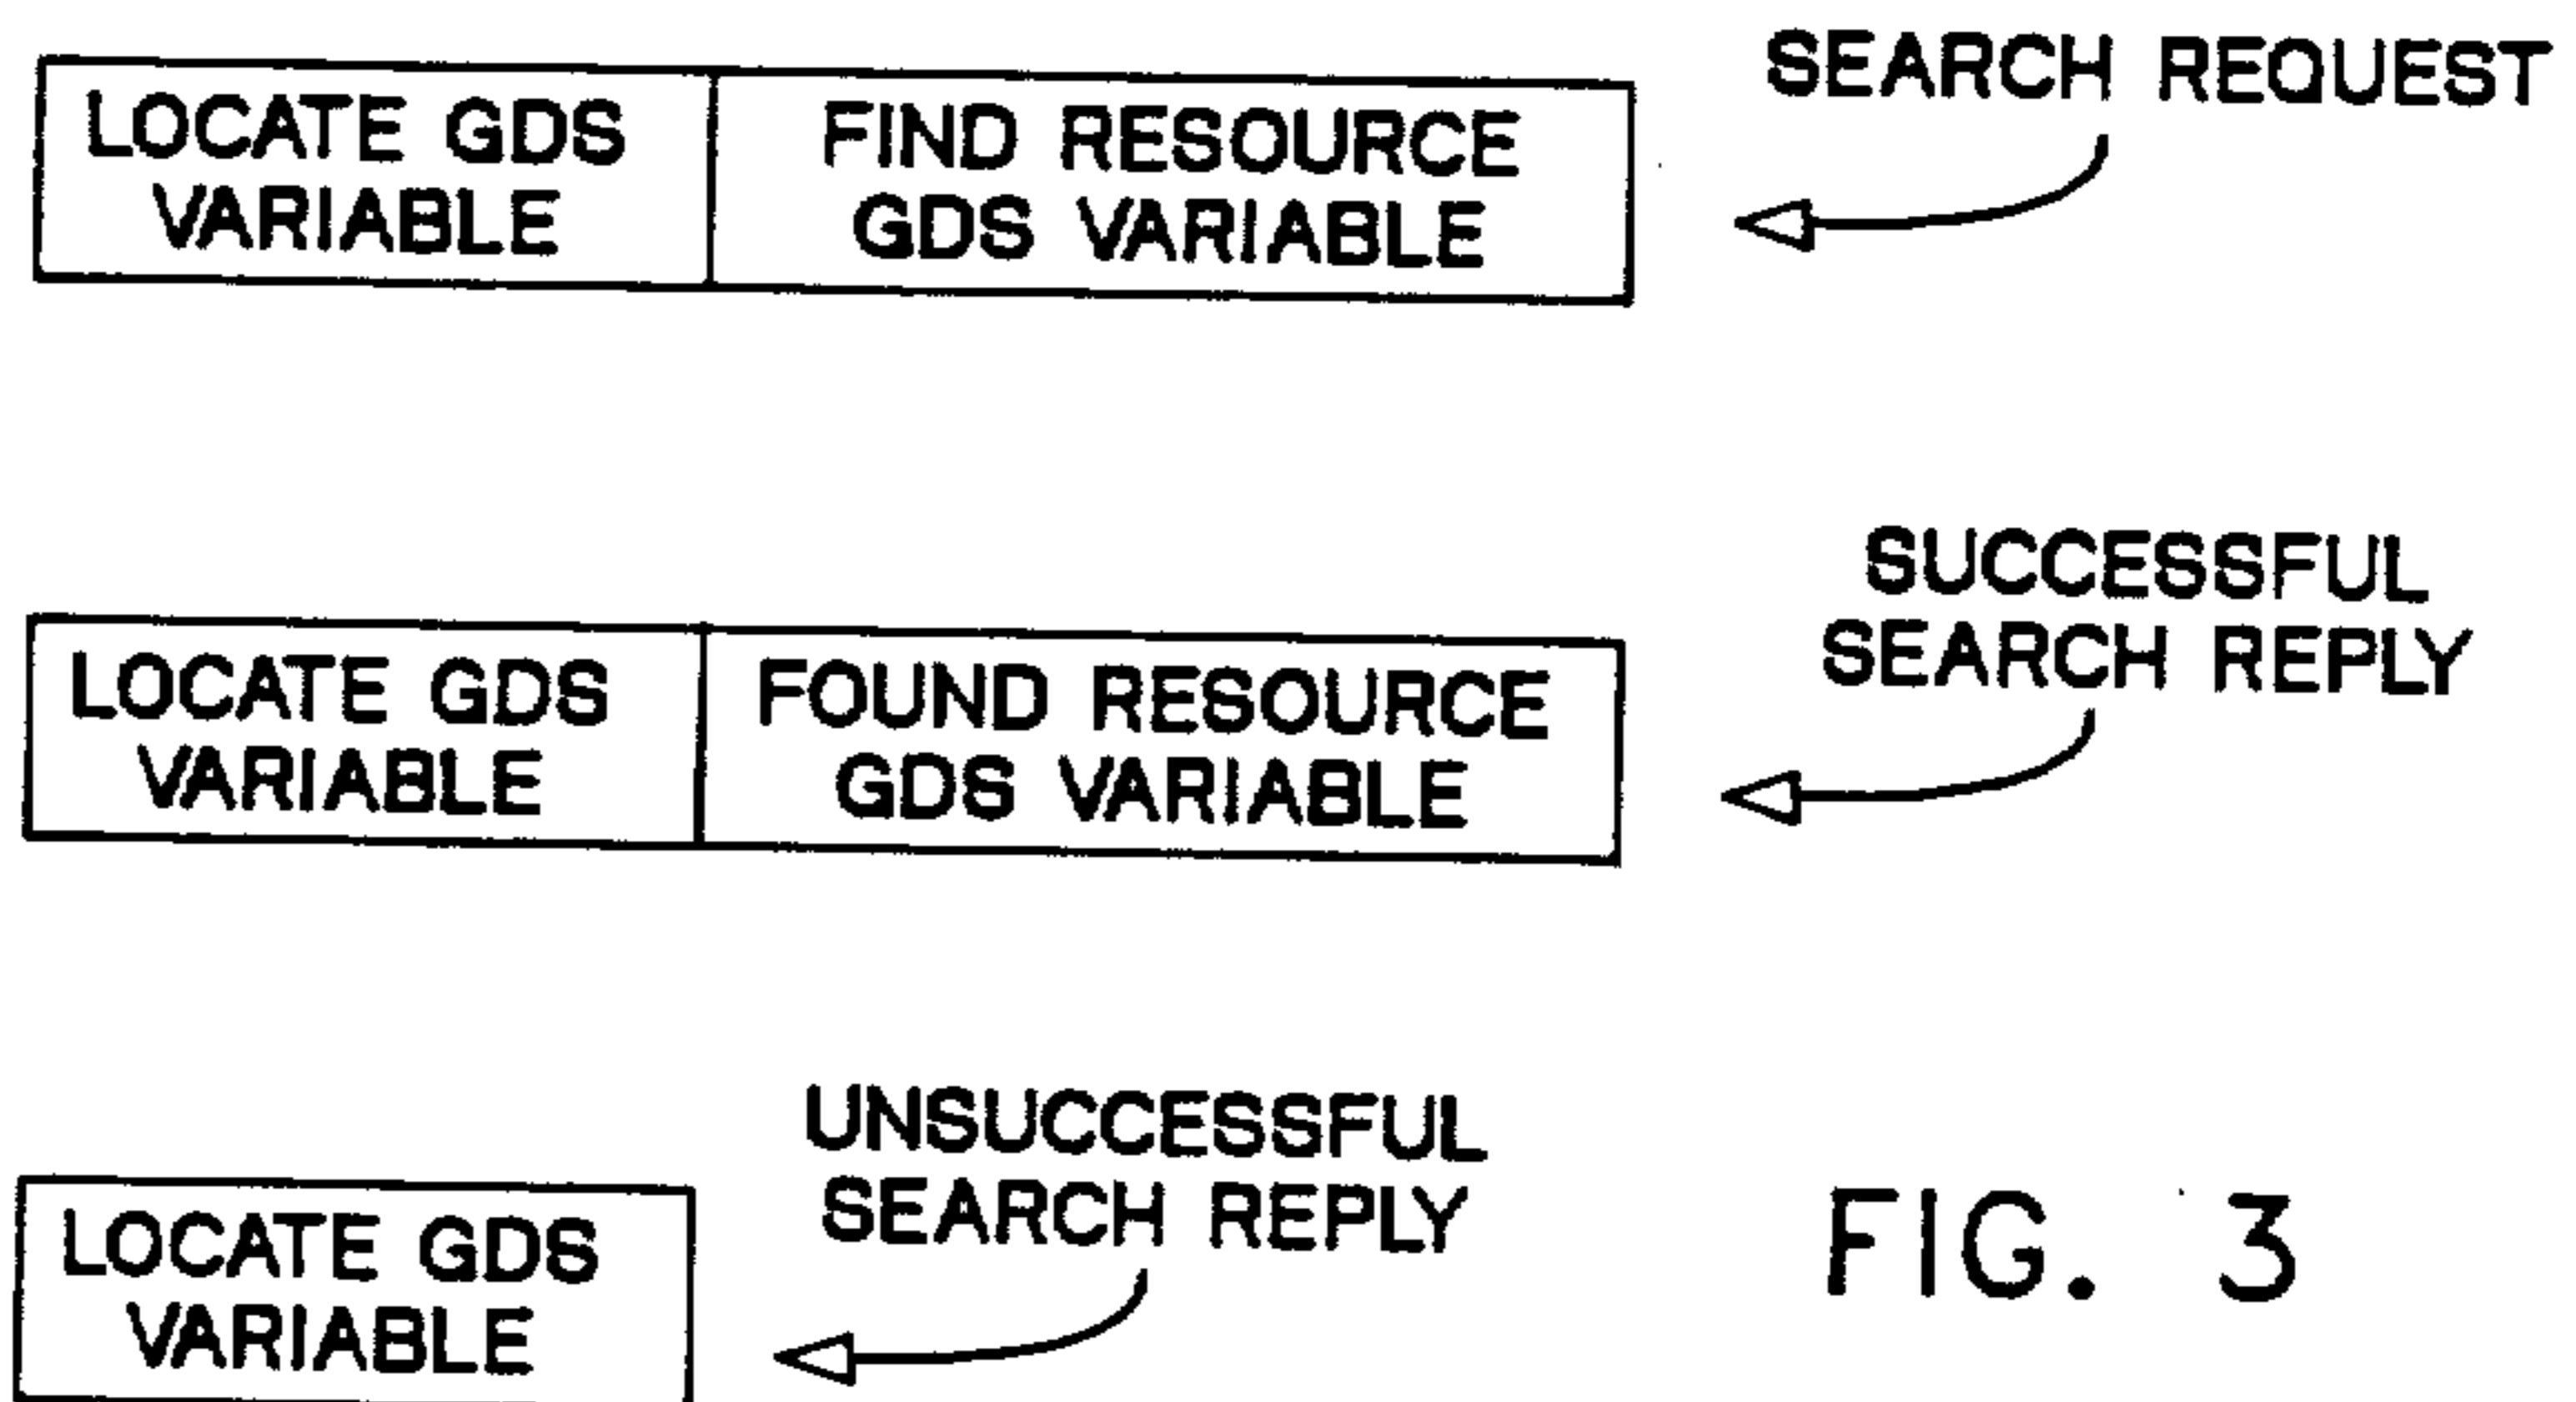 LOCATE GDS
VARIABLE
FIND RESOURCE
GDS VARIABLE
SEARCH REQUEST
LOCATE GDS
VARIABLE
FOUND RESOURCE
GDS VARIABLE
SUCCESSFUL
SEARCH REPLY
LOCATE GDS
VARIABLE
UNSUCCESSFUL
SEARCH REPLY
FIG. 3